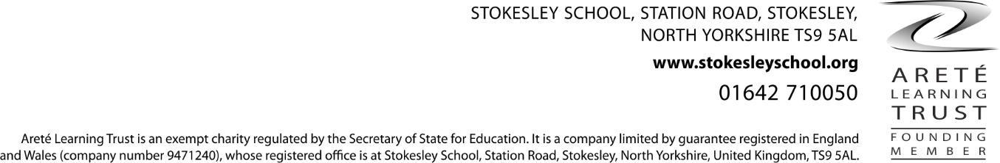 STOKESLEY SCHOOL, STATION ROAD, STOKESLEY,
NORTH YORKSHIRE TS9 5AL
www.stokesleyschool.org
01642 710050
Areté Learning Trust is an exempt charity regulated by the Secretary of State for Education. It is a company limited by guarantee registered in England
and Wales (company number 9471240), whose registered office is at Stokesley School, Station Road, Stokesley, North Yorkshire, United Kingdom, TS9 5AL.
ARETÉ
LEARNING
TRUST
FOUNDING
MEMBER